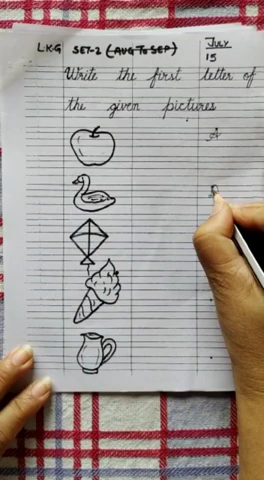 LKG SET-2 (AUG To SEP) JULY
15
Write the first letter of
the given pictures
A